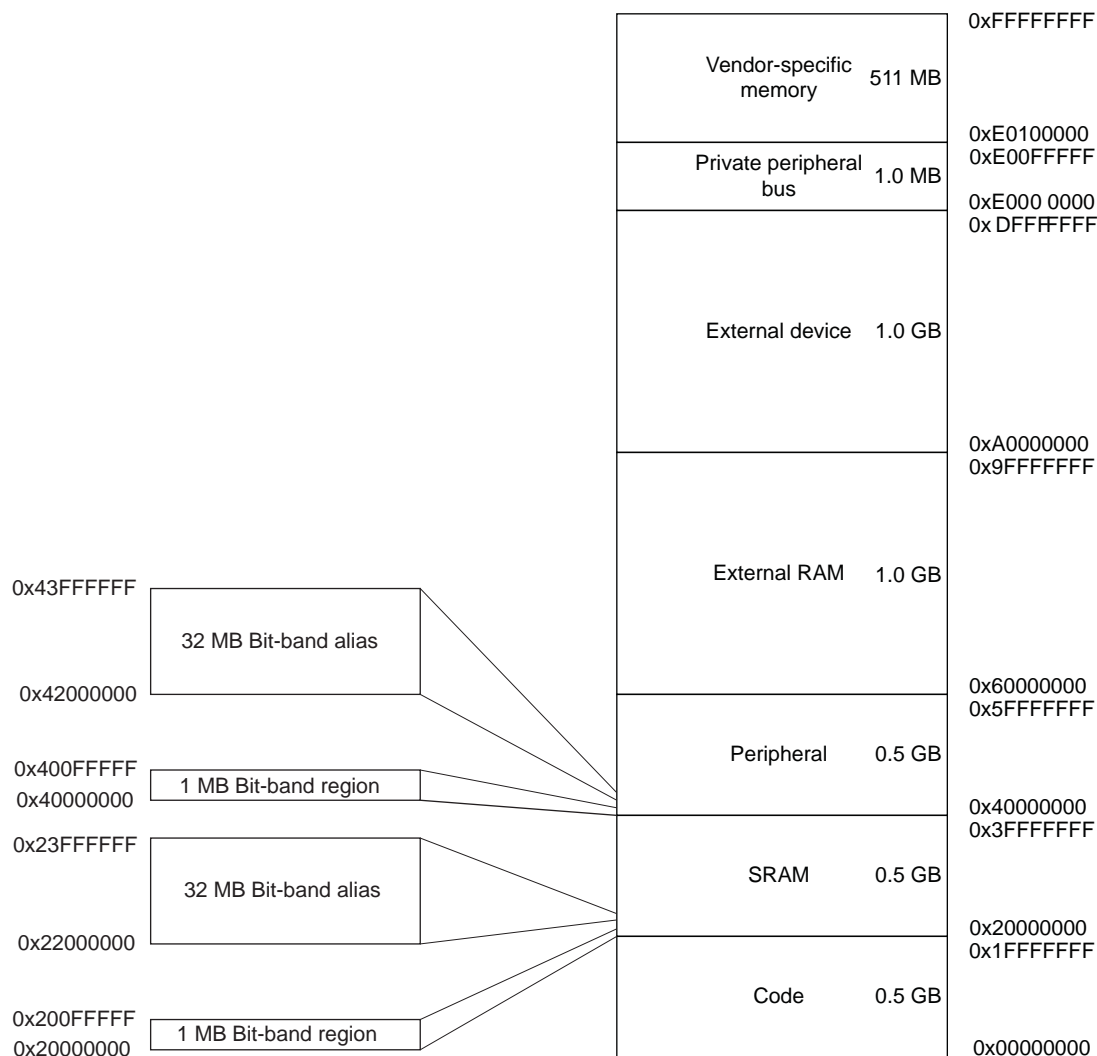 0xFFFFFFFF
Vendor-specific
memory
511 MB
0xE0100000
0xE00FFFFF
Private peripheral
bus
1.0 MB
0xE000 0000
0x DFFFFFFF
External device
1.0 GB
0xA0000000
0x9FFFFFFF
External RAM
1.0 GB
0x60000000
0x5FFFFFFF
Peripheral
0.5 GB
0x40000000
0x3FFFFFFF
SRAM
0.5 GB
0x20000000
0x1FFFFFFF
Code
0.5 GB
0x00000000
0x43FFFFFF
32 MB Bit-band alias
0x42000000
0x400FFFFF
1 MB Bit-band region
0x40000000
0x23FFFFFF
32 MB Bit-band alias
0x22000000
0x200FFFFF
1 MB Bit-band region
0x20000000